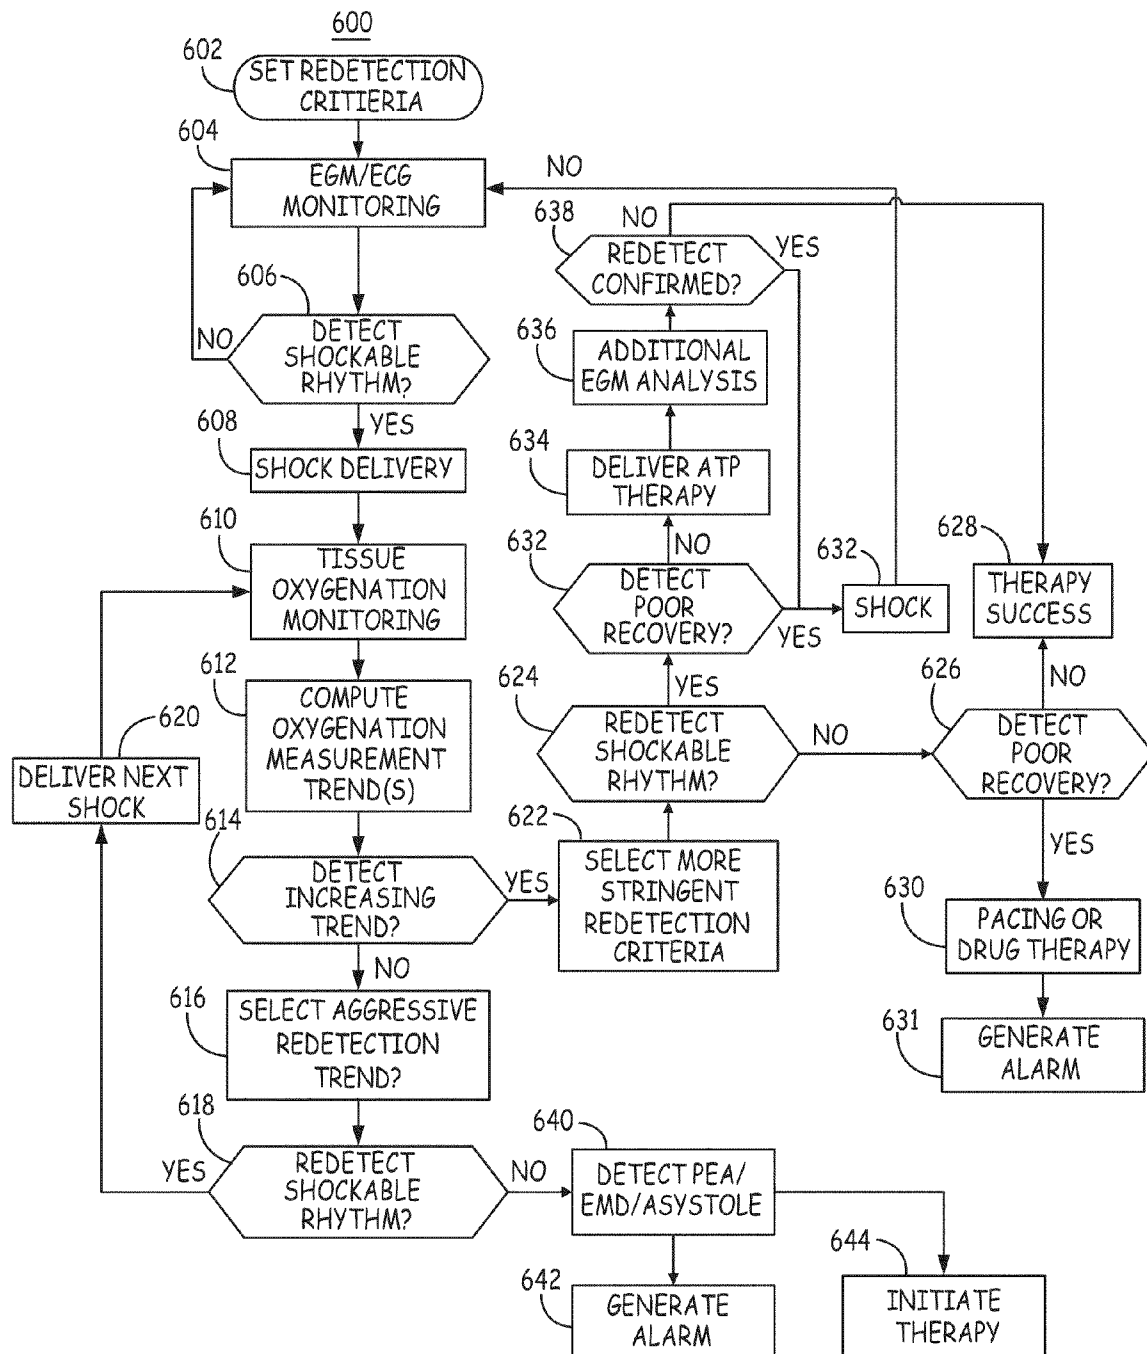 600
602
SET REDETECTION
CRITIERIA
604
EGM/ECG
MONITORING
NO
606
DETECT
SHOCKABLE
RHYTHM?
NO
YES
608
SHOCK DELIVERY
610
TISSUE
OXYGENATION
MONITORING
612
COMPUTE
OXYGENATION
MEASUREMENT
TREND(S)
620
DELIVER NEXT
SHOCK
614
DETECT
INCREASING
TREND?
YES
NO
616
SELECT AGGRESSIVE
REDETECTION
TREND?
618
REDETECT
SHOCKABLE
RHYTHM?
YES
NO
638
REDETECT
CONFIRMED?
NO
YES
636
ADDITIONAL
EGM ANALYSIS
634
DELIVER ATP
THERAPY
NO
632
DETECT
POOR
RECOVERY?
YES
632
SHOCK
628
THERAPY
SUCCESS
YES
624
REDETECT
SHOCKABLE
RHYTHM?
NO
NO
626
DETECT
POOR
RECOVERY?
622
SELECT MORE
STRINGENT
REDETECTION
CRITERIA
YES
630
PACING OR
DRUG THERAPY
631
GENERATE
ALARM
640
DETECT PEA/
EMD/ASYSTOLE
642
GENERATE
ALARM
644
INITIATE
THERAPY